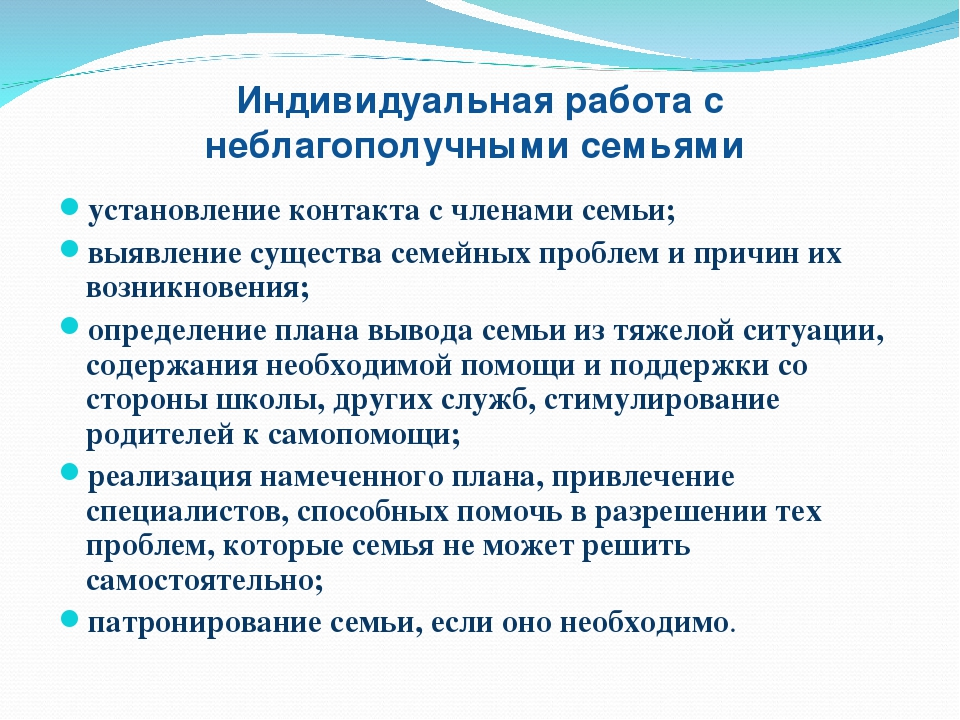 Индивидуальная работа с
неблагополучными семьями
установление контакта с членами семьи;
выявление существа семейных проблем и причин их
возникновения;
определение плана вывода семьи из тяжелой ситуации,
содержания необходимой помощи и поддержки со
стороны школы, других служб, стимулирование
родителей к самопомощи;
реализация намеченного плана, привлечение
специалистов, способных помочь в разрешении тех
проблем, которые семья не может решить
самостоятельно;
патронирование семьи, если оно необходимо.